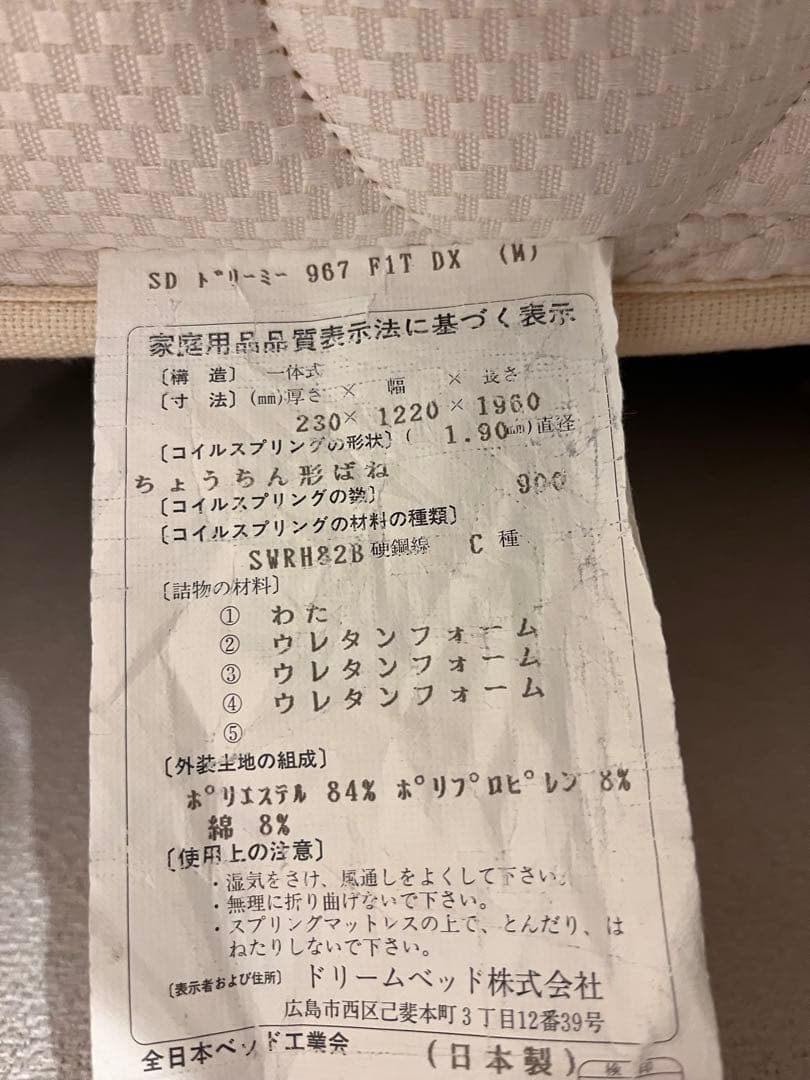 SD ドリーミー 967 F1T DX (M)
家庭用品品質表示法に基づく表示
〔構 造〕 一体式
〔寸 法〕(mm)厚さ × 幅 × 長さ
230 × 1220 × 1960
〔コイルスプリングの形状〕( 1.90mm)直径
ちょうちん形ばね
〔コイルスプリングの数〕 900
〔コイルスプリングの材料の種類〕
SWRH82B 硬鋼線 C 種
〔詰物の材料〕
① わた
② ウレタンフォーム
③ ウレタンフォーム
④ ウレタンフォーム
⑤
〔外装生地の組成〕
ポリエステル 84% ポリプロピレン 8%
綿 8%
〔使用上の注意〕
・湿気をさけ、風通しをよくして下さい。
・無理に折り曲げないで下さい。
・スプリングマットレスの上で、とんだり、は
ねたりしないで下さい。
〔表示者および住所〕 ドリームベッド株式会社
広島市西区己斐本町3丁目12番39号
全日本ベッド工業会
(日本製)
検印